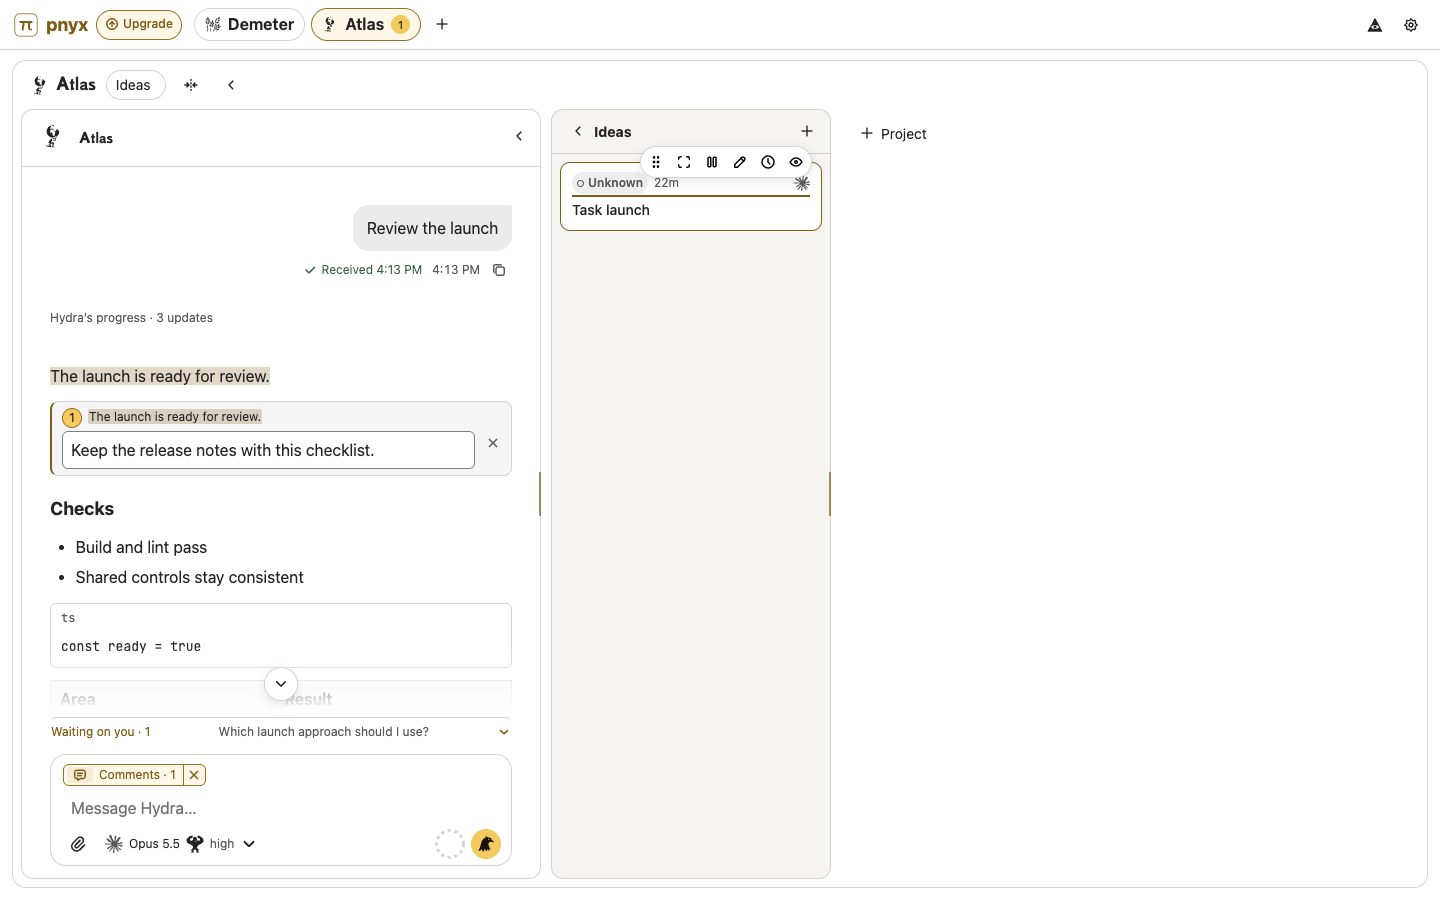 π pnyx
Upgrade
Demeter
Atlas
1
Atlas
Ideas
Atlas
Review the launch
Received 4:13 PM 4:13 PM
Hydra's progress · 3 updates
The launch is ready for review.
1 The launch is ready for review.
Keep the release notes with this checklist.
Checks
• Build and lint pass
• Shared controls stay consistent
ts
const ready = true
Area Result
Waiting on you · 1 Which launch approach should I use?
Comments · 1
Message Hydra...
Opus 5.5 high
Ideas
Unknown 22m
Task launch
+ Project